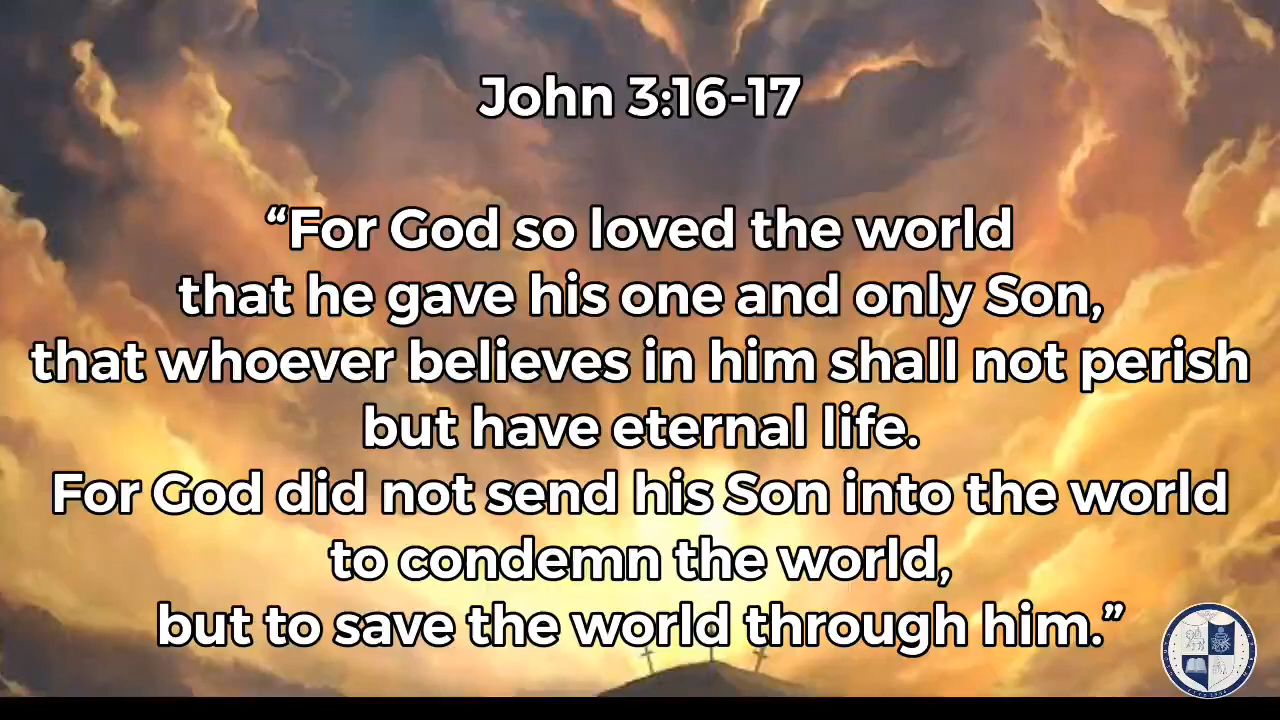 John 3:16-17
“For God so loved the world
that he gave his one and only Son,
that whoever believes in him shall not perish
but have eternal life.
For God did not send his Son into the world
to condemn the world,
but to save the world through him.”